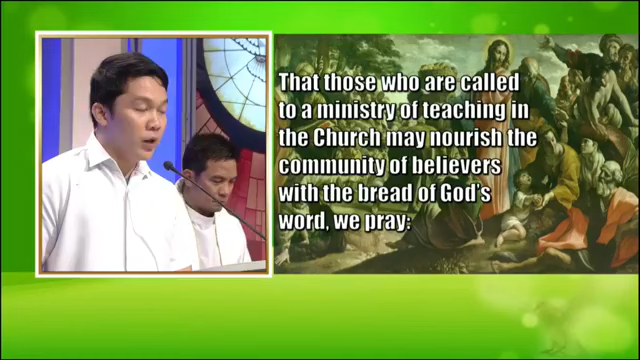 That those who are called
to a ministry of teaching in
the Church may nourish the
community of believers
with the bread of God's
word, we pray: